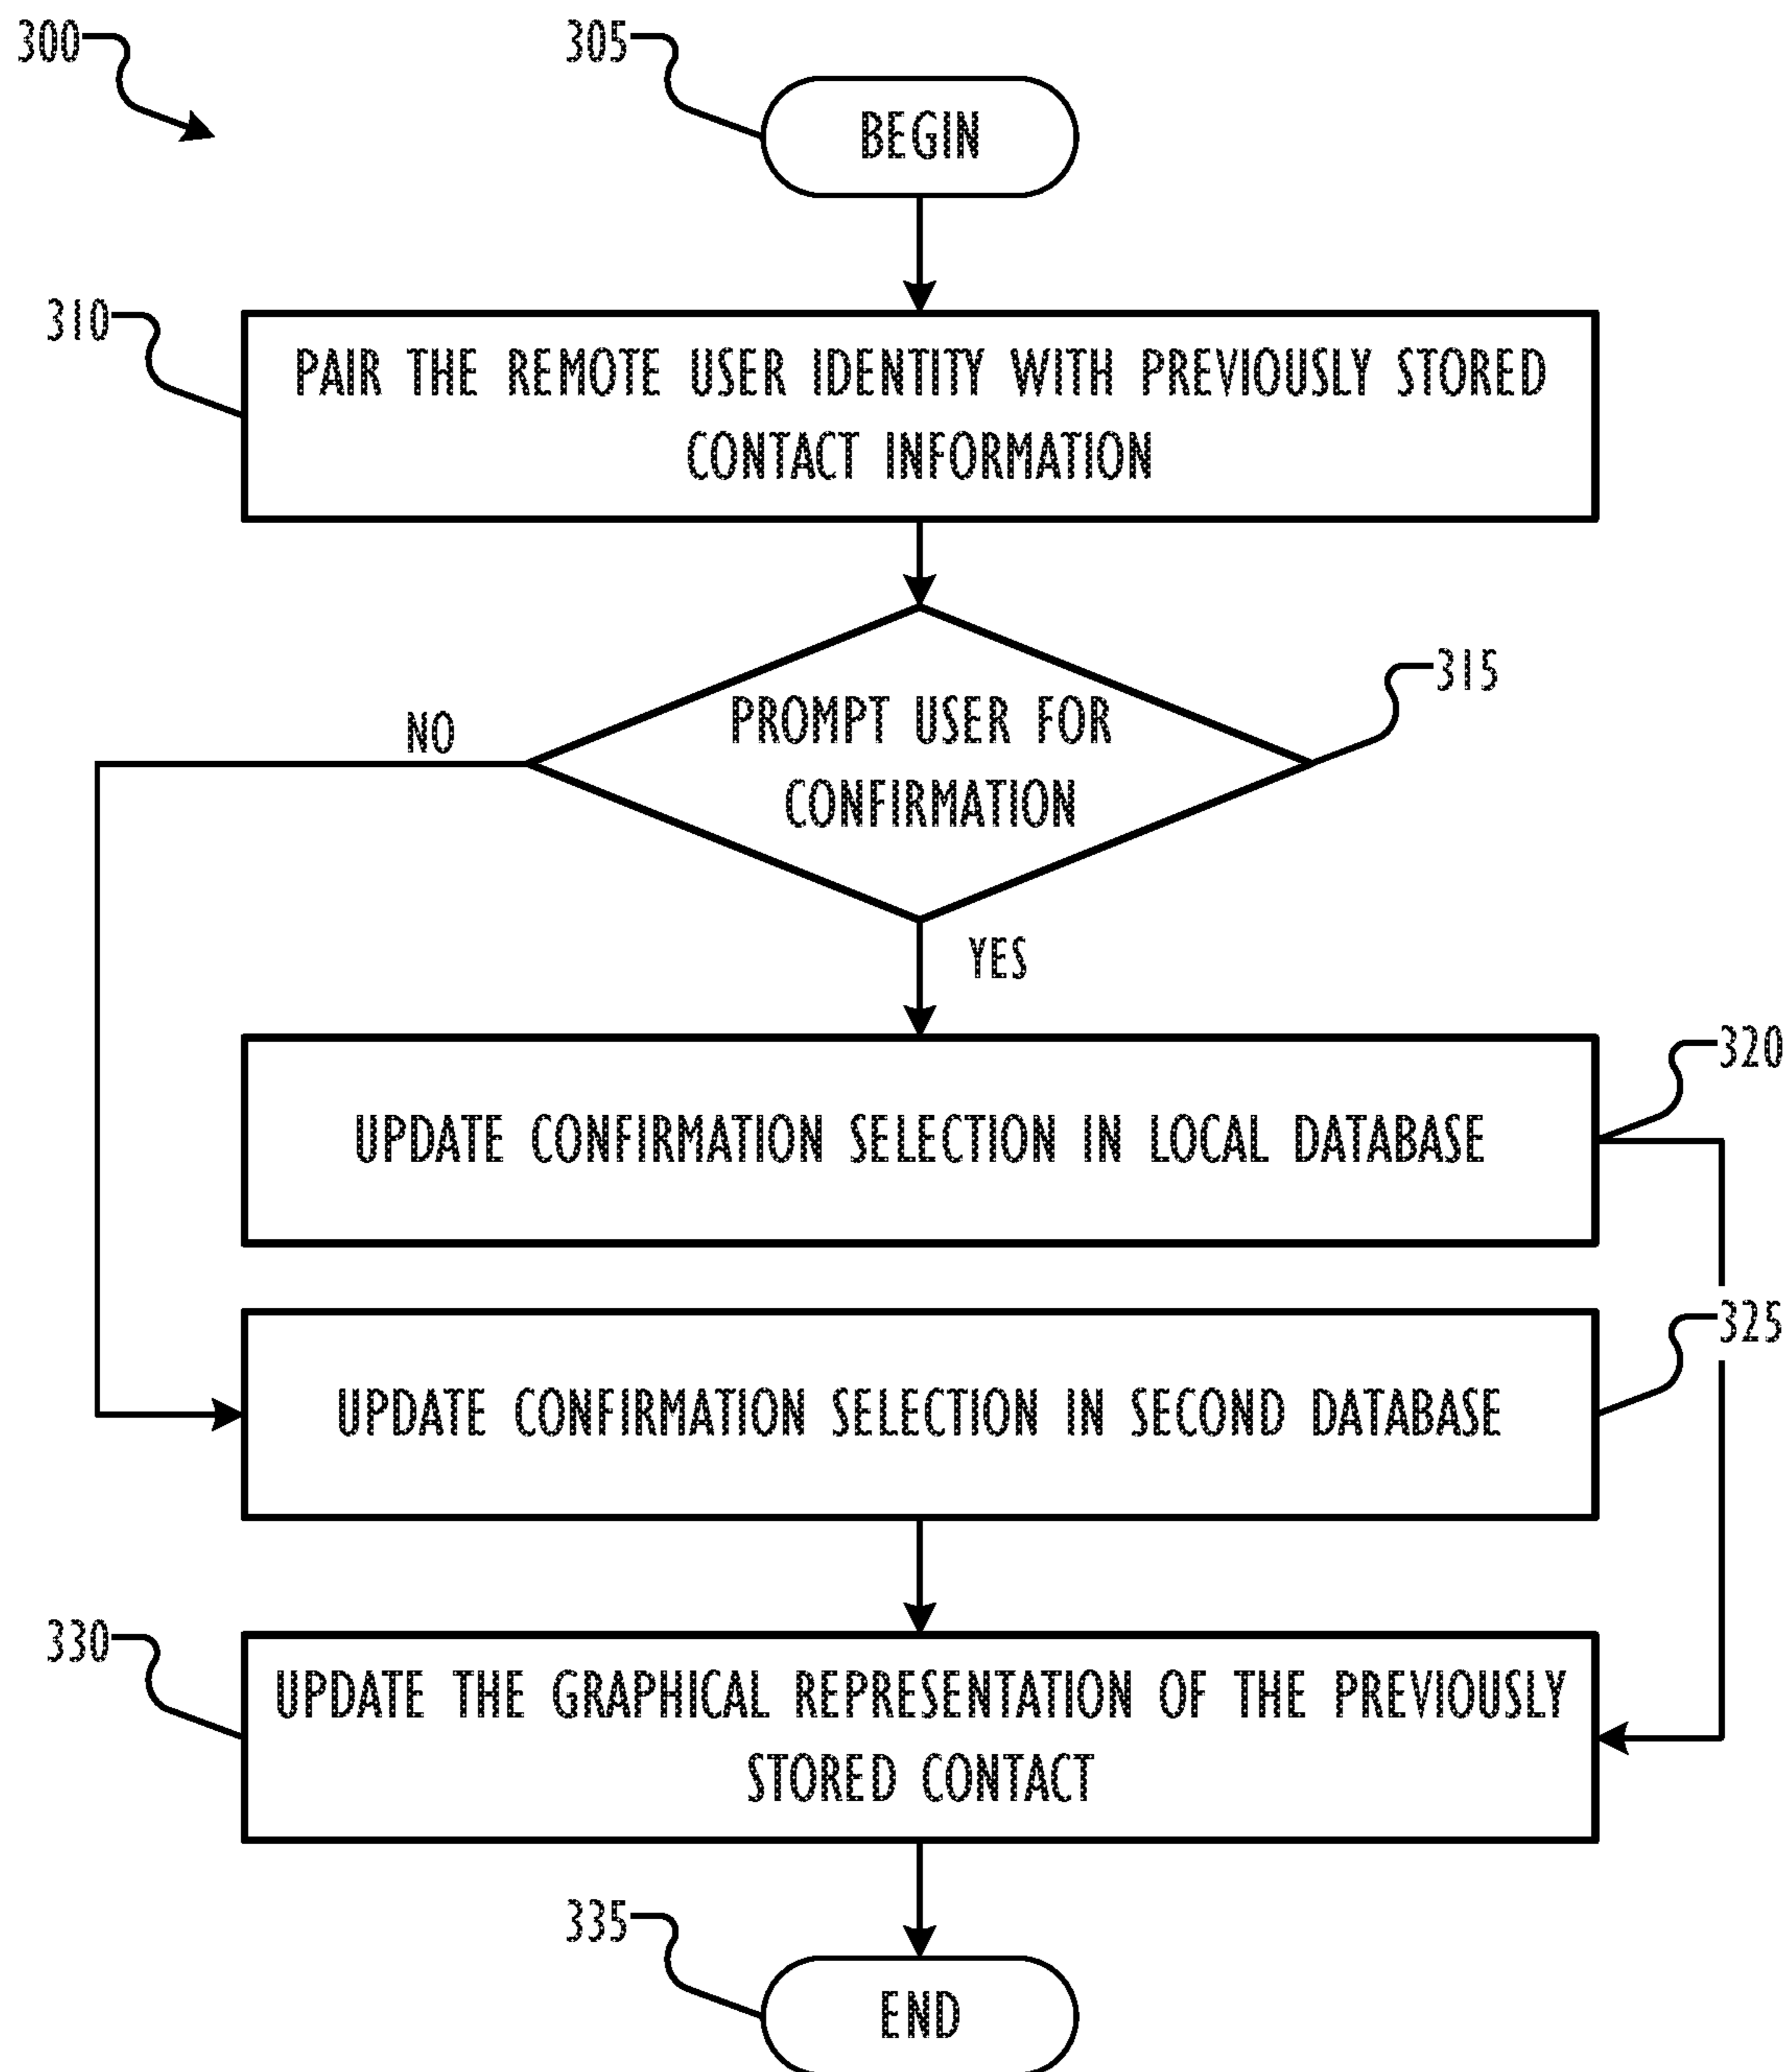 300
305
BEGIN
310
PAIR THE REMOTE USER IDENTITY WITH PREVIOUSLY STORED
CONTACT INFORMATION
315
PROMPT USER FOR
CONFIRMATION
NO
YES
320
UPDATE CONFIRMATION SELECTION IN LOCAL DATABASE
325
UPDATE CONFIRMATION SELECTION IN SECOND DATABASE
330
UPDATE THE GRAPHICAL REPRESENTATION OF THE PREVIOUSLY
STORED CONTACT
335
END